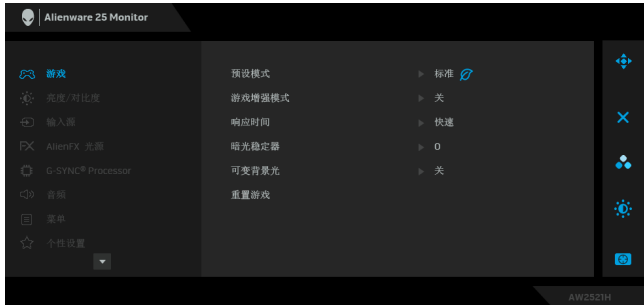 Alienware 25 Monitor
游戏
亮度/对比度
输入源
AlienFX 光源
G-SYNC® Processor
音频
菜单
个性设置
预设模式 标准
游戏增强模式 关
响应时间 快速
暗光稳定器 0
可变背景光 关
重置游戏
AW2521H